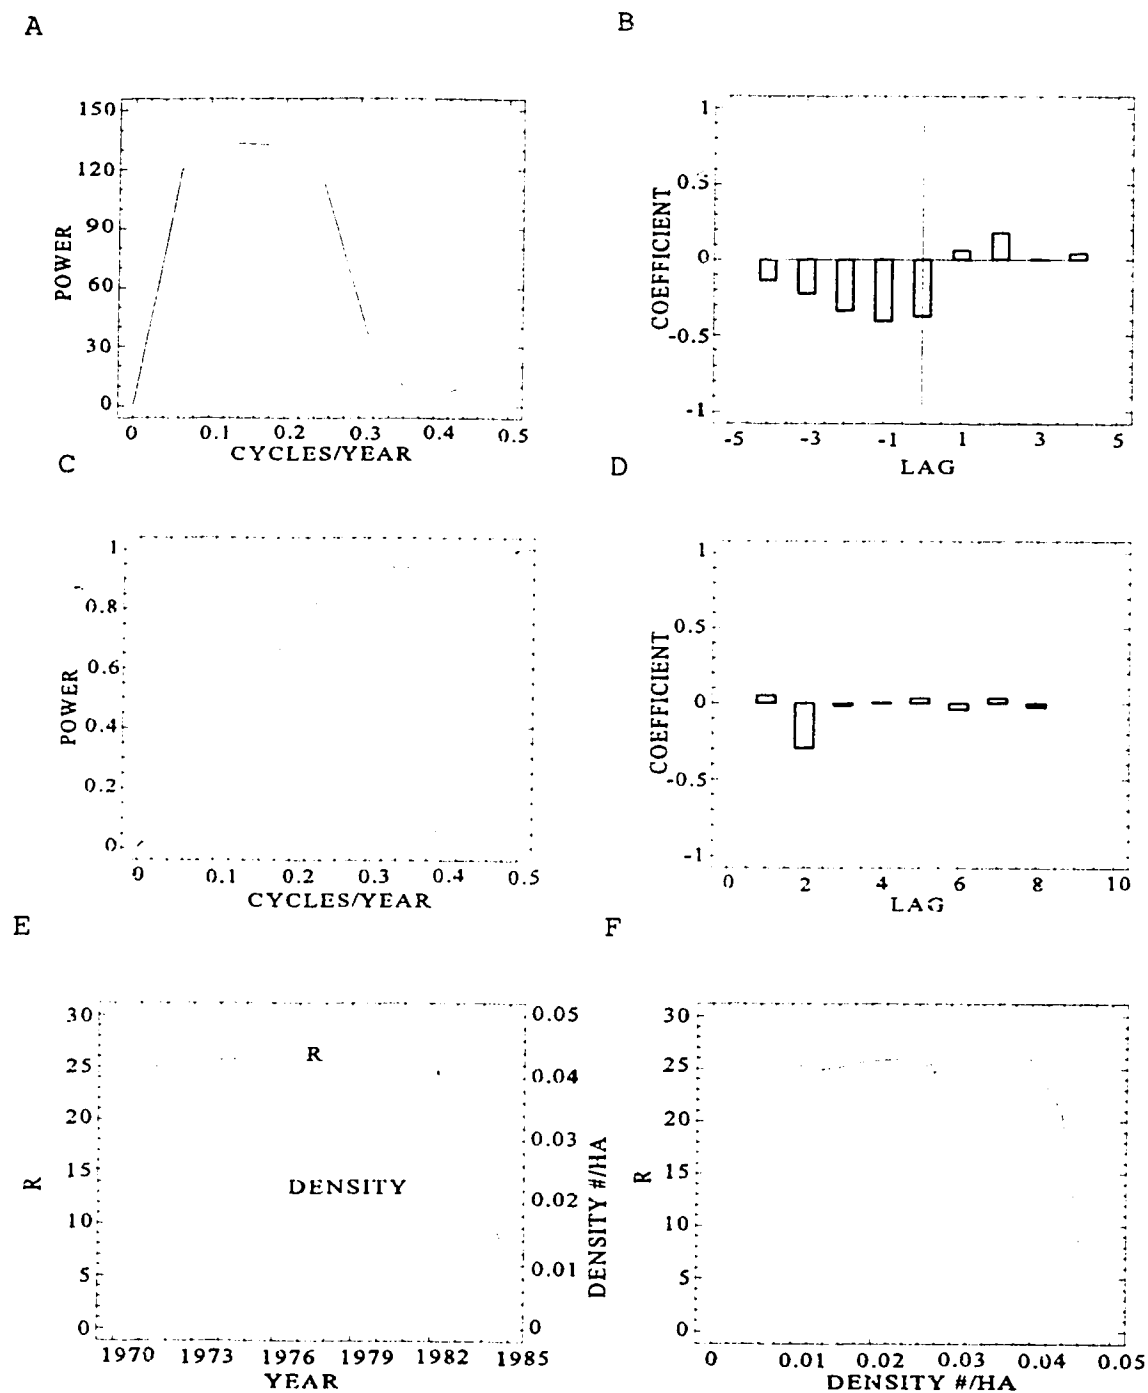 A
150
120
90
60
30
0
POWER
0 0.1 0.2 0.3 0.4 0.5
CYCLES/YEAR
B
1
0.5
0
-0.5
-1
COEFFICIENT
-5 -3 -1 1 3 5
LAG
C
1
0.8
0.6
0.4
0.2
0
POWER
0 0.1 0.2 0.3 0.4 0.5
CYCLES/YEAR
D
1
0.5
0
-0.5
-1
COEFFICIENT
0 2 4 6 8 10
LAG
E
30
25
20
15
10
5
0
R
R
DENSITY
0.05
0.04
0.03
0.02
0.01
0
DENSITY #/HA
1970 1973 1976 1979 1982 1985
YEAR
F
30
25
20
15
10
5
0
R
0 0.01 0.02 0.03 0.04 0.05
DENSITY #/HA